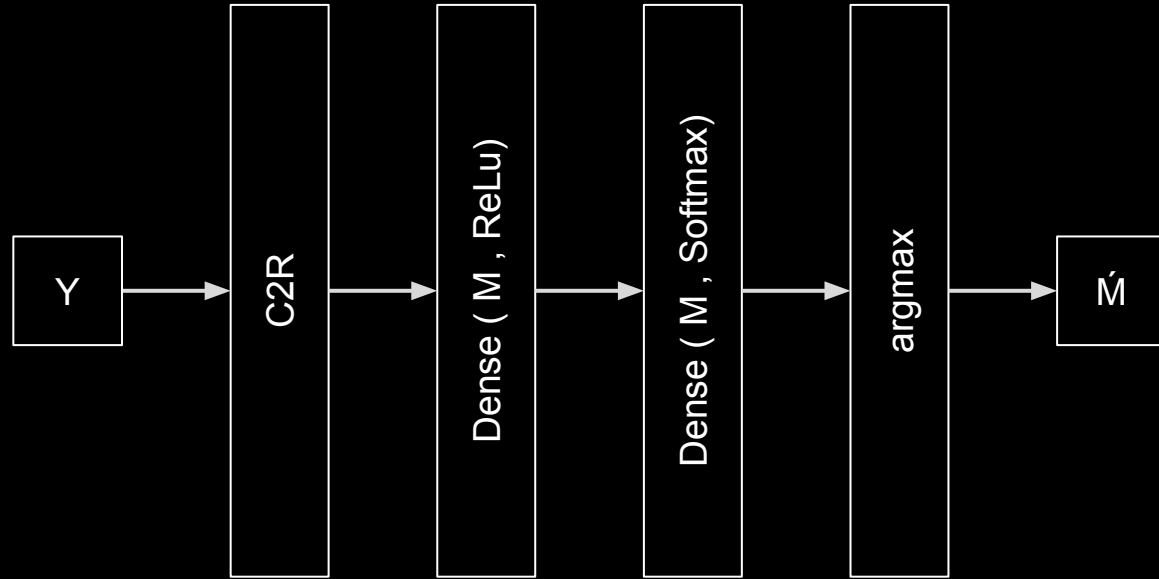 Y
C2R
Dense ( M , ReLu)
Dense ( M , Softmax)
argmax
Ḿ